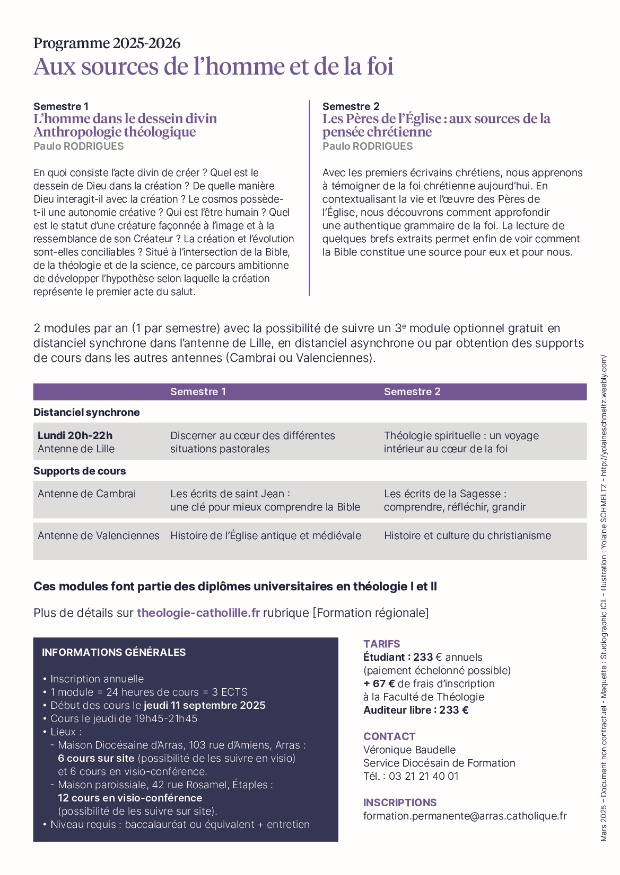 Programme 2025-2026
Aux sources de l’homme et de la foi
Semestre 1
L’homme dans le dessein divin
Anthropologie théologique
Paulo RODRIGUES
En quoi consiste l’acte divin de créer ? Quel est le
dessein de Dieu dans la création ? De quelle manière
Dieu interagit-il avec la création ? Le cosmos possède-
t-il une autonomie créative ? Qui est l’être humain ? Quel
est le statut d’une créature façonnée à l’image et à la
ressemblance de son Créateur ? La création et l’évolution
sont-elles conciliables ? Situé à l’intersection de la Bible,
de la théologie et de la science, ce parcours ambitionne
de développer l’hypothèse selon laquelle la création
représente le premier acte du salut.
Semestre 2
Les Pères de l’Église : aux sources de la
pensée chrétienne
Paulo RODRIGUES
Avec les premiers écrivains chrétiens, nous apprenons
à témoigner de la foi chrétienne aujourd’hui. En
contextualisant la vie et l’œuvre des Pères de
l’Église, nous découvrons comment approfondir
une authentique grammaire de la foi. La lecture de
quelques brefs extraits permet enfin de voir comment
la Bible constitue une source pour eux et pour nous.
2 modules par an (1 par semestre) avec la possibilité de suivre un 3e module optionnel gratuit en
distanciel synchrone dans l’antenne de Lille, en distanciel asynchrone ou par obtention des supports
de cours dans les autres antennes (Cambrai ou Valenciennes).
Semestre 1 Semestre 2
Distanciel synchrone
Lundi 20h-22h Discerner au cœur des différentes Théologie spirituelle : un voyage
Antenne de Lille situations pastorales intérieur au cœur de la foi
Supports de cours
Antenne de Cambrai Les écrits de saint Jean : Les écrits de la Sagesse :
une clé pour mieux comprendre la Bible comprendre, réfléchir, grandir
Antenne de Valenciennes Histoire de l’Église antique et médiévale Histoire et culture du christianisme
Ces modules font partie des diplômes universitaires en théologie I et II
Plus de détails sur theologie-catholille.fr rubrique [Formation régionale]
INFORMATIONS GÉNÉRALES
• Inscription annuelle
• 1 module = 24 heures de cours = 3 ECTS
• Début des cours le jeudi 11 septembre 2025
• Cours le jeudi de 19h45-21h45
• Lieux :
- Maison Diocésaine d’Arras, 103 rue d’Amiens, Arras :
6 cours sur site (possibilité de les suivre en visio)
et 6 cours en visio-conférence.
- Maison paroissiale, 42 rue Rosamel, Étaples :
12 cours en visio-conférence
(possibilité de les suivre sur site).
• Niveau requis : baccalauréat ou équivalent + entretien
TARIFS
Étudiant : 233 € annuels
(paiement échelonné possible)
+ 67 € de frais d’inscription
à la Faculté de Théologie
Auditeur libre : 233 €
CONTACT
Véronique Baudelle
Service Diocésain de Formation
Tél. : 03 21 21 40 01
INSCRIPTIONS
formation.permanente@arras.catholique.fr
Mars 2025 – Document non contractuel - Maquette : Studiographic ICL – Illustration : Yolaine SCHMELTZ - http://yolaineschmeltz.weebly.com/